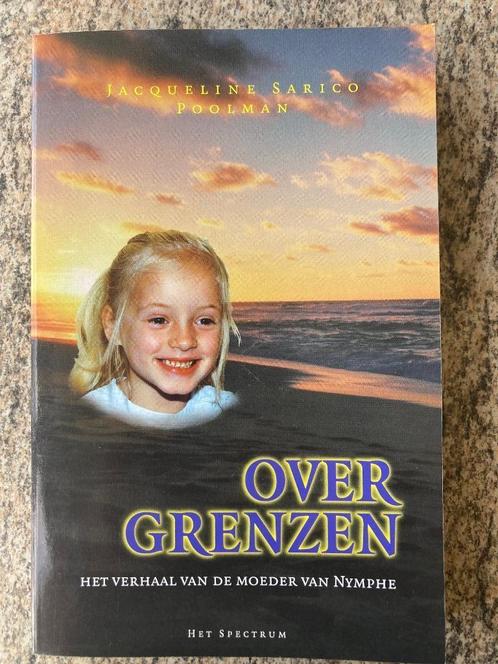 JACQUELINE SARICO
POOLMAN
OVER
GRENZEN
HET VERHAAL VAN DE MOEDER VAN NYMPHE
HET SPECTRUM